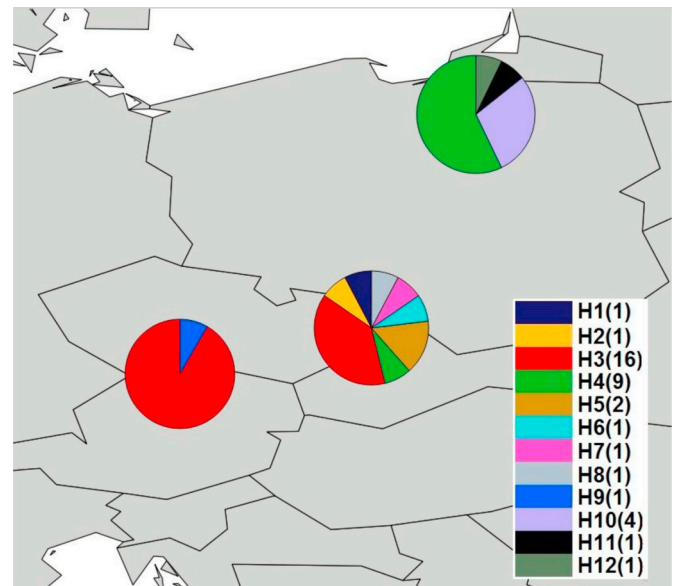 H1(1)
H2(1)
H3(16)
H4(9)
H5(2)
H6(1)
H7(1)
H8(1)
H9(1)
H10(4)
H11(1)
H12(1)